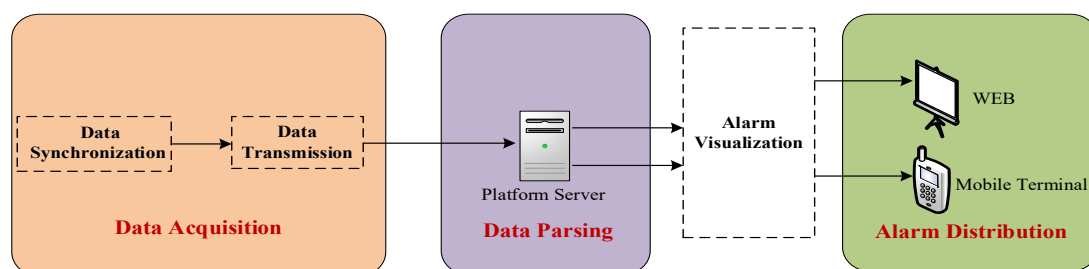 Data
Synchronization
Data
Transmission
Data Acquisition
Platform Server
Data Parsing
Alarm
Visualization
WEB
Mobile Terminal
Alarm Distribution